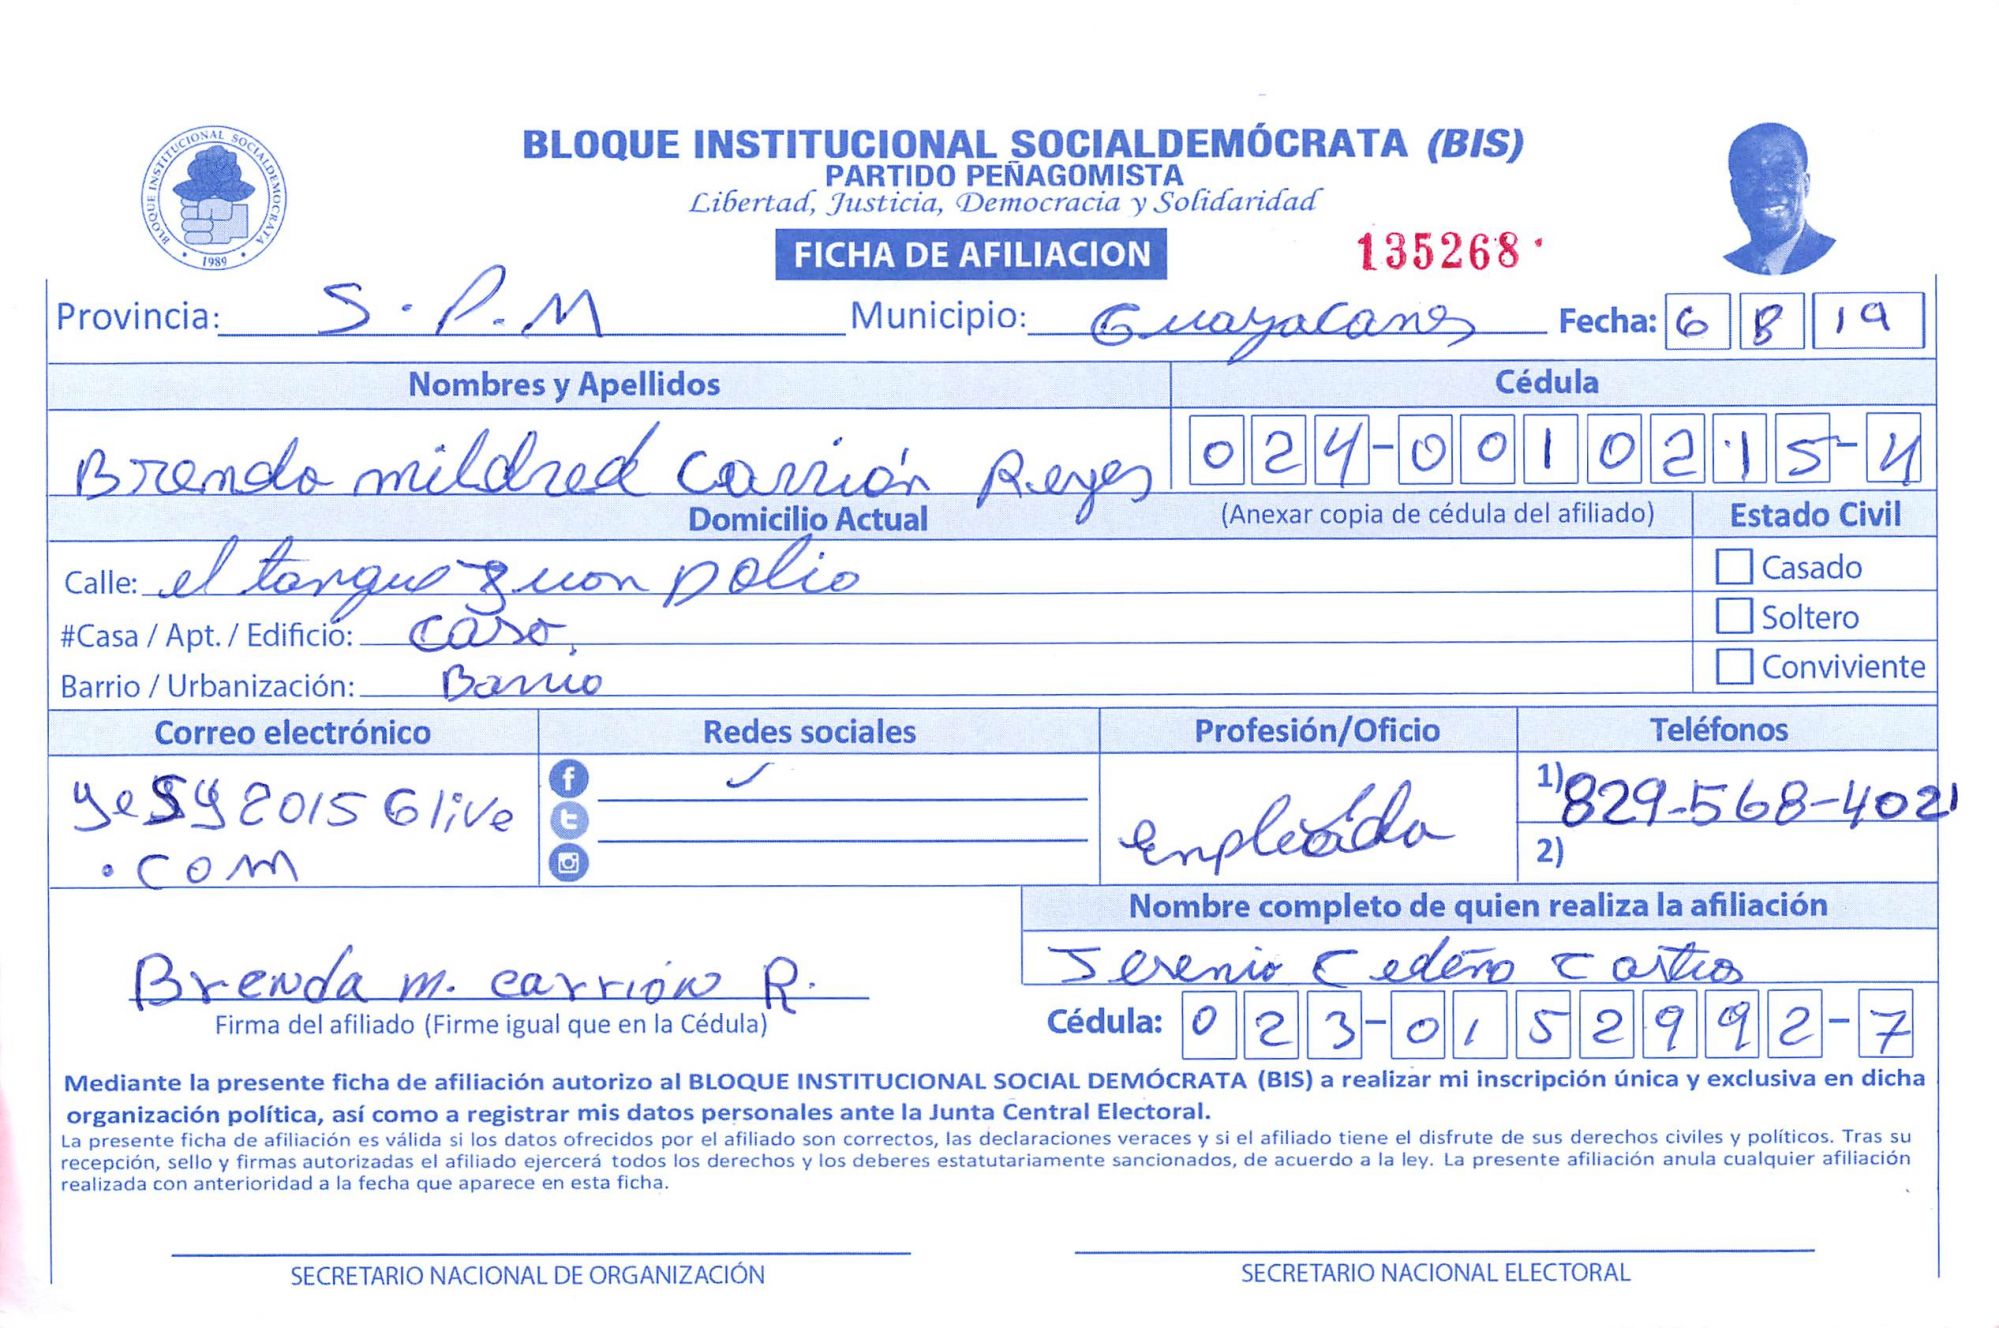 BLOQUE INSTITUCIONAL SOCIALDEMÓCRATA
1989
BLOQUE INSTITUCIONAL SOCIALDEMÓCRATA (BIS)
PARTIDO PEÑAGOMISTA
Libertad, Justicia, Democracia y Solidaridad
FICHA DE AFILIACION
135268
Provincia: S.P.M Municipio: Guayacanes Fecha: 6 8 19
Nombres y Apellidos Cédula
Brenda mildred Carrión Reyes 024-0010215-4
Domicilio Actual (Anexar copia de cédula del afiliado) Estado Civil
Calle: el tanque Juon polio Casado
#Casa / Apt. / Edificio: casa Soltero
Barrio / Urbanización: Barrio Conviviente
Correo electrónico Redes sociales Profesión/Oficio Teléfonos
yesy2015@live
.com
Empleada
1) 829-568-4021
2)
Nombre completo de quien realiza la afiliación
Cedeño Castro
Brenda m. carrión R.
Firma del afiliado (Firme igual que en la Cédula) Cédula: 023-0152992-7
Mediante la presente ficha de afiliación autorizo al BLOQUE INSTITUCIONAL SOCIAL DEMÓCRATA (BIS) a realizar mi inscripción única y exclusiva en dicha
organización política, así como a registrar mis datos personales ante la Junta Central Electoral.
La presente ficha de afiliación es válida si los datos ofrecidos por el afiliado son correctos, las declaraciones veraces y si el afiliado tiene el disfrute de sus derechos civiles y políticos. Tras su
recepción, sello y firmas autorizadas el afiliado ejercerá todos los derechos y los deberes estatutariamente sancionados, de acuerdo a la ley. La presente afiliación anula cualquier afiliación
realizada con anterioridad a la fecha que aparece en esta ficha.
SECRETARIO NACIONAL DE ORGANIZACIÓN SECRETARIO NACIONAL ELECTORAL